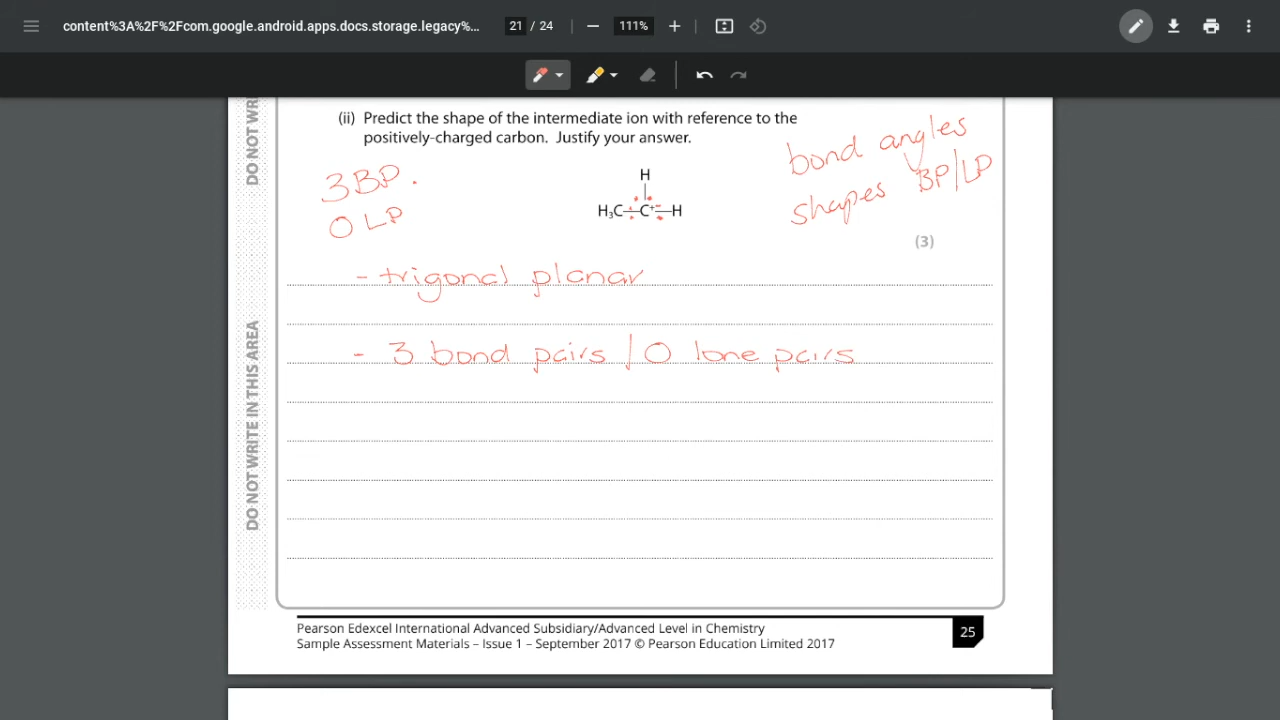 content%3A%2F%2Fcom.google.android.apps.docs.storage.legacy%...
21 / 24
111%
DO NOT WRI
(ii) Predict the shape of the intermediate ion with reference to the
positively-charged carbon. Justify your answer.
bond angles
shapes BP/LP
3BP.
0 LP
H
H₃C—C⁺—H
(3)
- trigonal planar
- 3 bond pairs / 0 lone pairs
DO NOT WRITE IN THIS AREA
Pearson Edexcel International Advanced Subsidiary/Advanced Level in Chemistry
Sample Assessment Materials – Issue 1 – September 2017 © Pearson Education Limited 2017
25